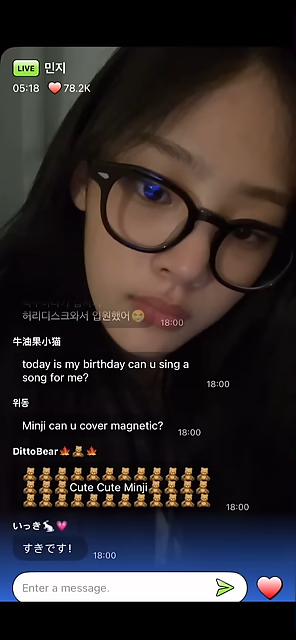 LIVE 민지
05:18 ❤️78.2K
허리디스크와서 입원했어😭 18:00
牛油果小猫
today is my birthday can u sing a
song for me? 18:00
위동
Minji can u cover magnetic? 18:00
DittoBear🔥🧸🔥
🧸🧸🧸🧸🧸🧸🧸🧸🧸🧸🧸🧸
🧸🧸🧸Cute Cute Minji🧸🧸🧸
🧸🧸🧸🧸🧸🧸🧸🧸🧸🧸🧸🧸 18:00
いっき🐇💗
すきです! 18:00
Enter a message.